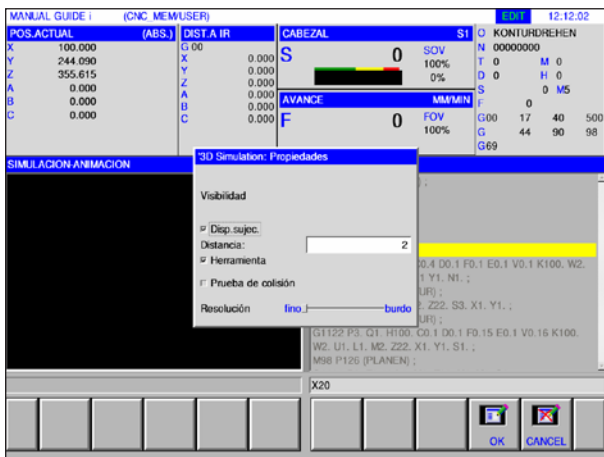 MANUAL GUIDE i (CNC_MEM/USER) EDIT 12:12:02
POS.ACTUAL (ABS.) DIST.A IR CABEZAL S1 O KONTURDREHEN
X 100.000 G 00 S 0 SOV N 00000000
Y 244.090 X 0.000 100% T 0 M 0
Z 355.615 Y 0.000 0% D 0 H 0
A 0.000 Z 0.000 S 0 M5
B 0.000 A 0.000 AVANCE MM/MIN F 0
C 0.000 B 0.000 F 0 FOV G00 17 40 500
C 0.000 100% G 44 90 98
G69
SIMULACION-ANIMACION
'3D Simulation: Propiedades
Visibilidad
Disp.sujec.
Distancia: 2
Herramienta
Prueba de colisión
Resolución fino burdo
.0.4 D0.1 F0.1 E0.1 V0.1 K100. W2.
1 Y1. N1. ;
UR) ;
. Z22. S3. X1. Y1. ;
UR) ;
G1122 P3. Q1. H100. C0.1 D0.1 F0.15 E0.1 V0.16 K100.
W2. U1. L1. M2. Z22. X1. Y1. S1. ;
M98 P126 (PLANEN) ;
X20
OK CANCEL